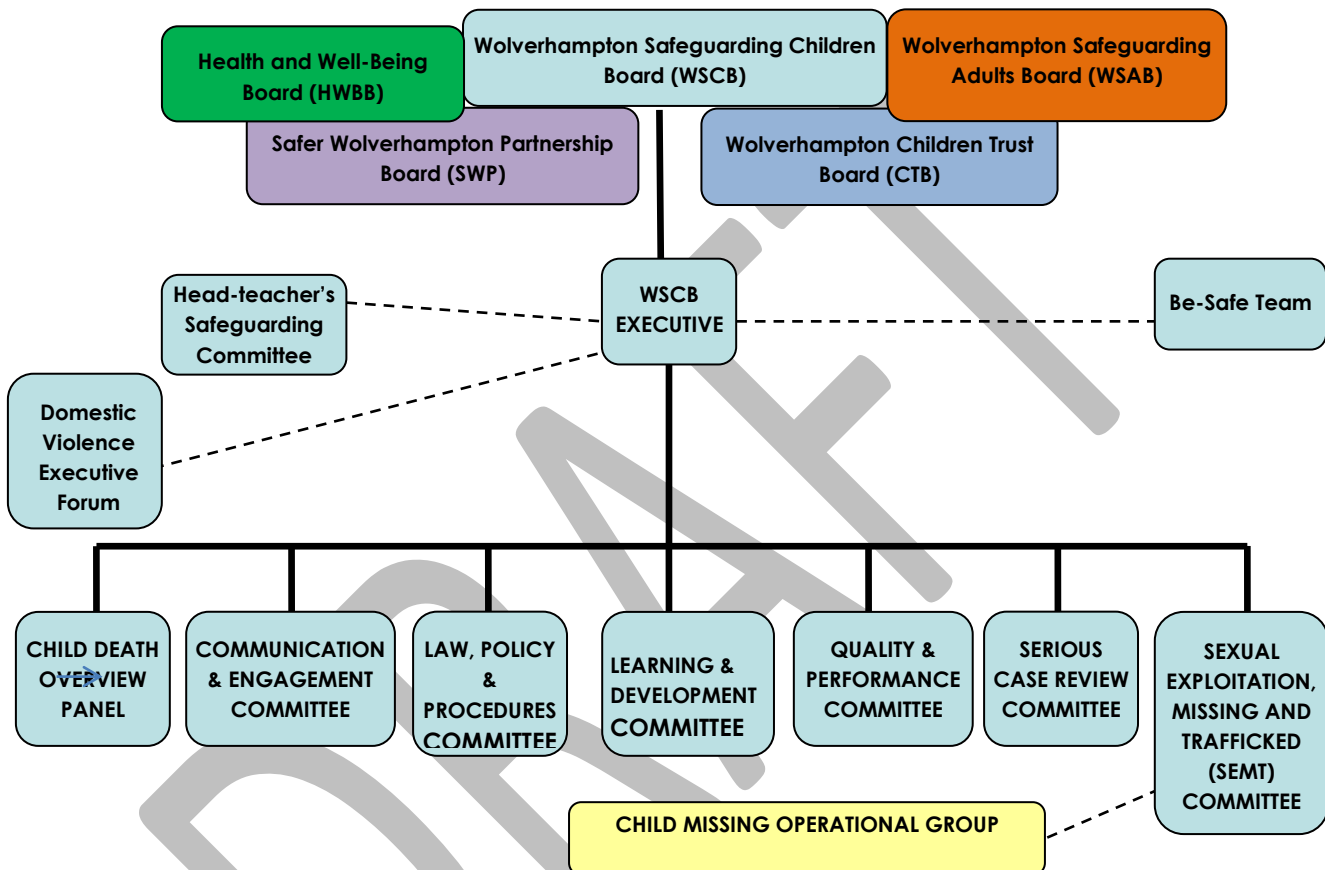 Health and Well-Being
Board (HWBB)
Wolverhampton Safeguarding Children
Board (WSCB)
Wolverhampton Safeguarding
Adults Board (WSAB)
Safer Wolverhampton Partnership
Board (SWP)
Wolverhampton Children Trust
Board (CTB)
Head-teacher's
Safeguarding
Committee
WSCB
EXECUTIVE
Be-Safe Team
Domestic
Violence
Executive
Forum
CHILD DEATH
OVERVIEW
PANEL
COMMUNICATION
& ENGAGEMENT
COMMITTEE
LAW, POLICY
&
PROCEDURES
COMMITTEE
LEARNING &
DEVELOPMENT
COMMITTEE
QUALITY &
PERFORMANCE
COMMITTEE
SERIOUS
CASE REVIEW
COMMITTEE
SEXUAL
EXPLOITATION,
MISSING AND
TRAFFICKED
(SEMT)
COMMITTEE
CHILD MISSING OPERATIONAL GROUP
DRAFT